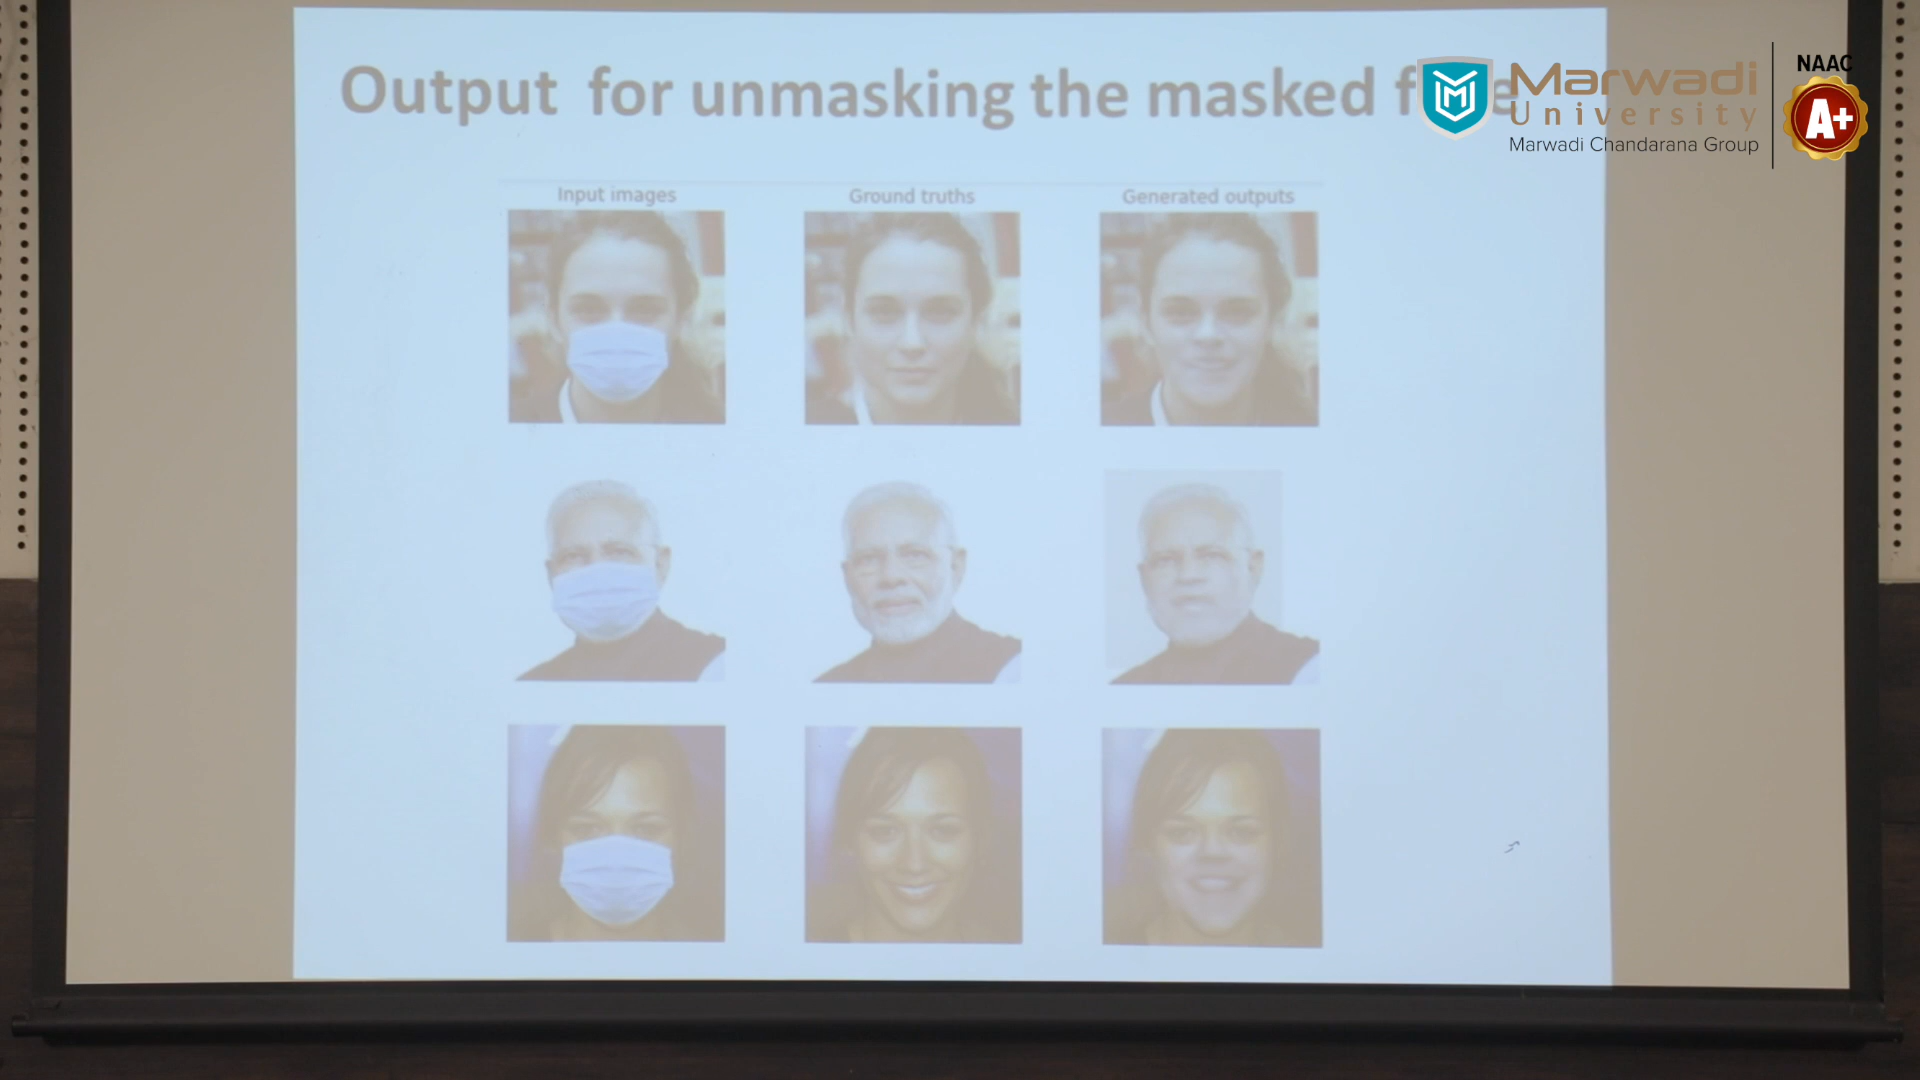 Output for unmasking the masked f e
Marwadi
University
Marwadi Chandarana Group
NAAC
A+
Input images
Ground truths
Generated outputs